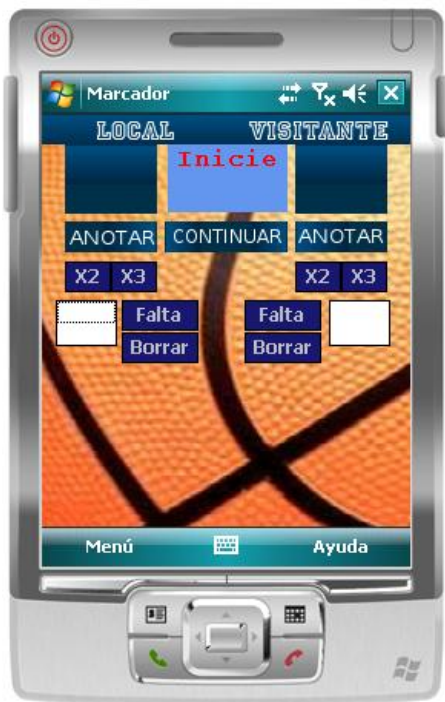 Marcador
LOCAL VISITANTE
Inicie
ANOTAR CONTINUAR ANOTAR
X2 X3 X2 X3
Falta Falta
Borrar Borrar
Menú Ayuda